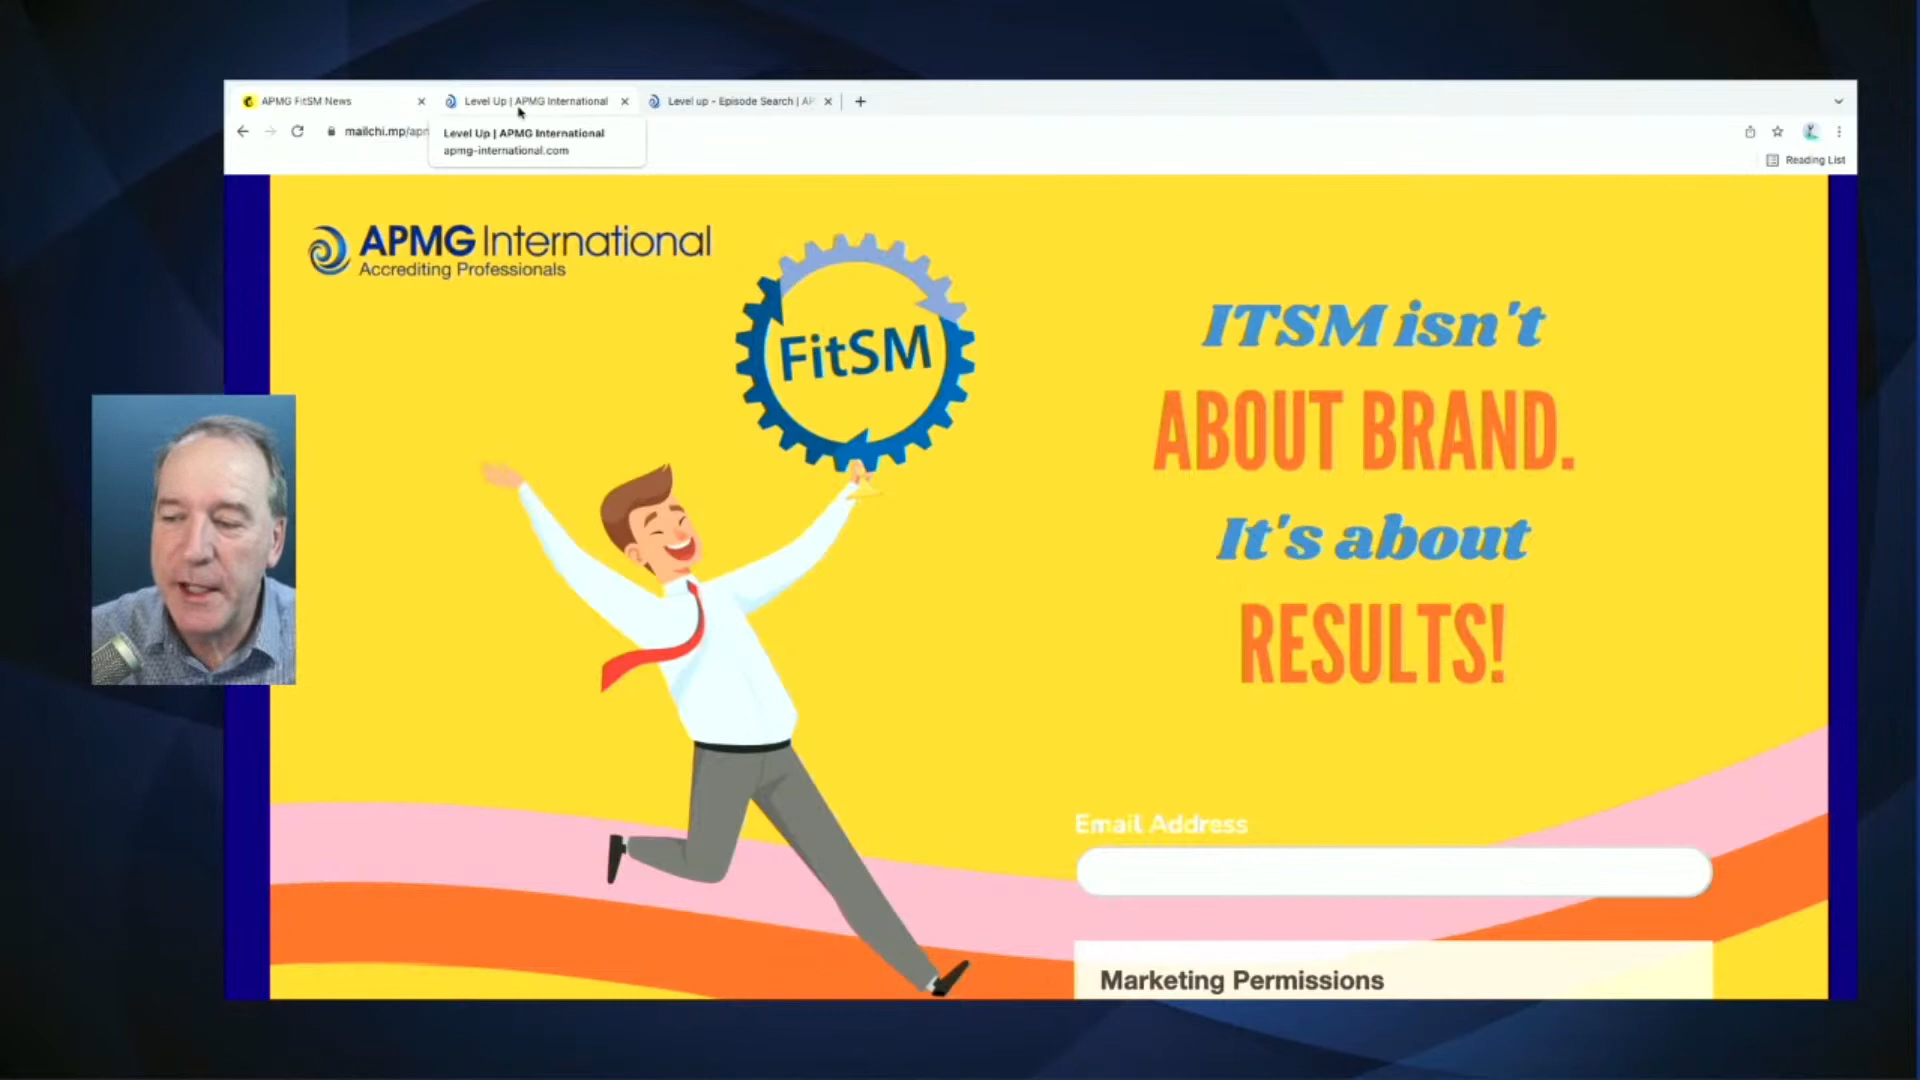 APMG FitSM News
Level Up | APMG International
Level up - Episode Search | AP
mailchi.mp/apm
Level Up | APMG International
apmg-international.com
Reading List
APMG International
Accrediting Professionals
FitSM
ITSM isn't
ABOUT BRAND.
It's about
RESULTS!
Email Address
Marketing Permissions